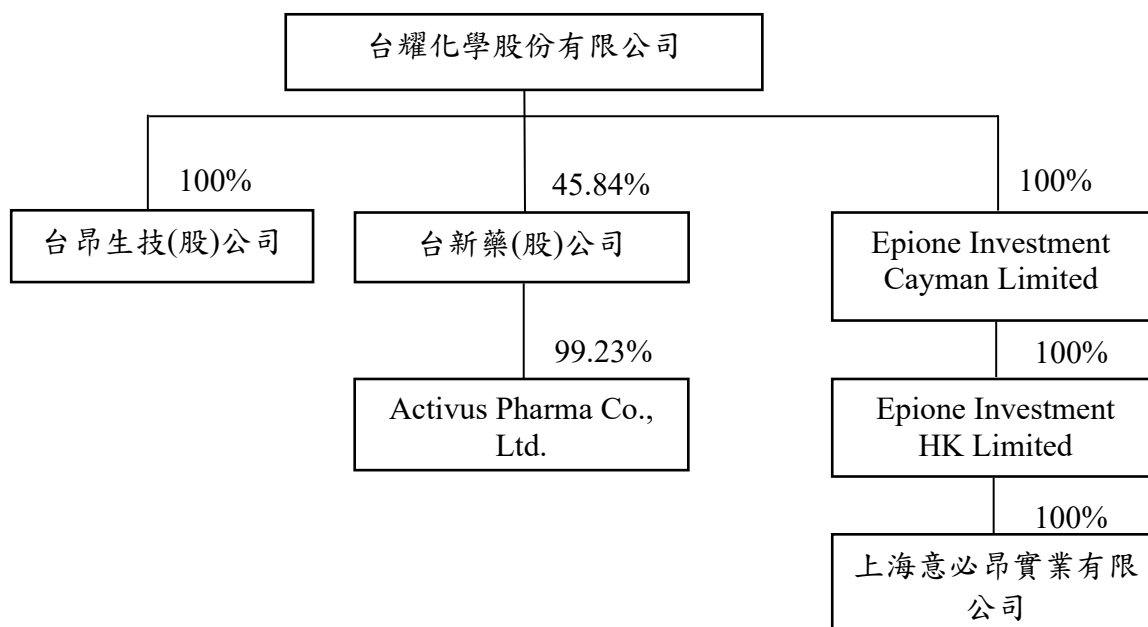 台耀化學股份有限公司
100%
45.84%
100%
台昂生技(股)公司
台新藥(股)公司
Epione Investment
Cayman Limited
99.23%
100%
Activus Pharma Co.,
Ltd.
Epione Investment
HK Limited
100%
上海意必昂實業有限
公司